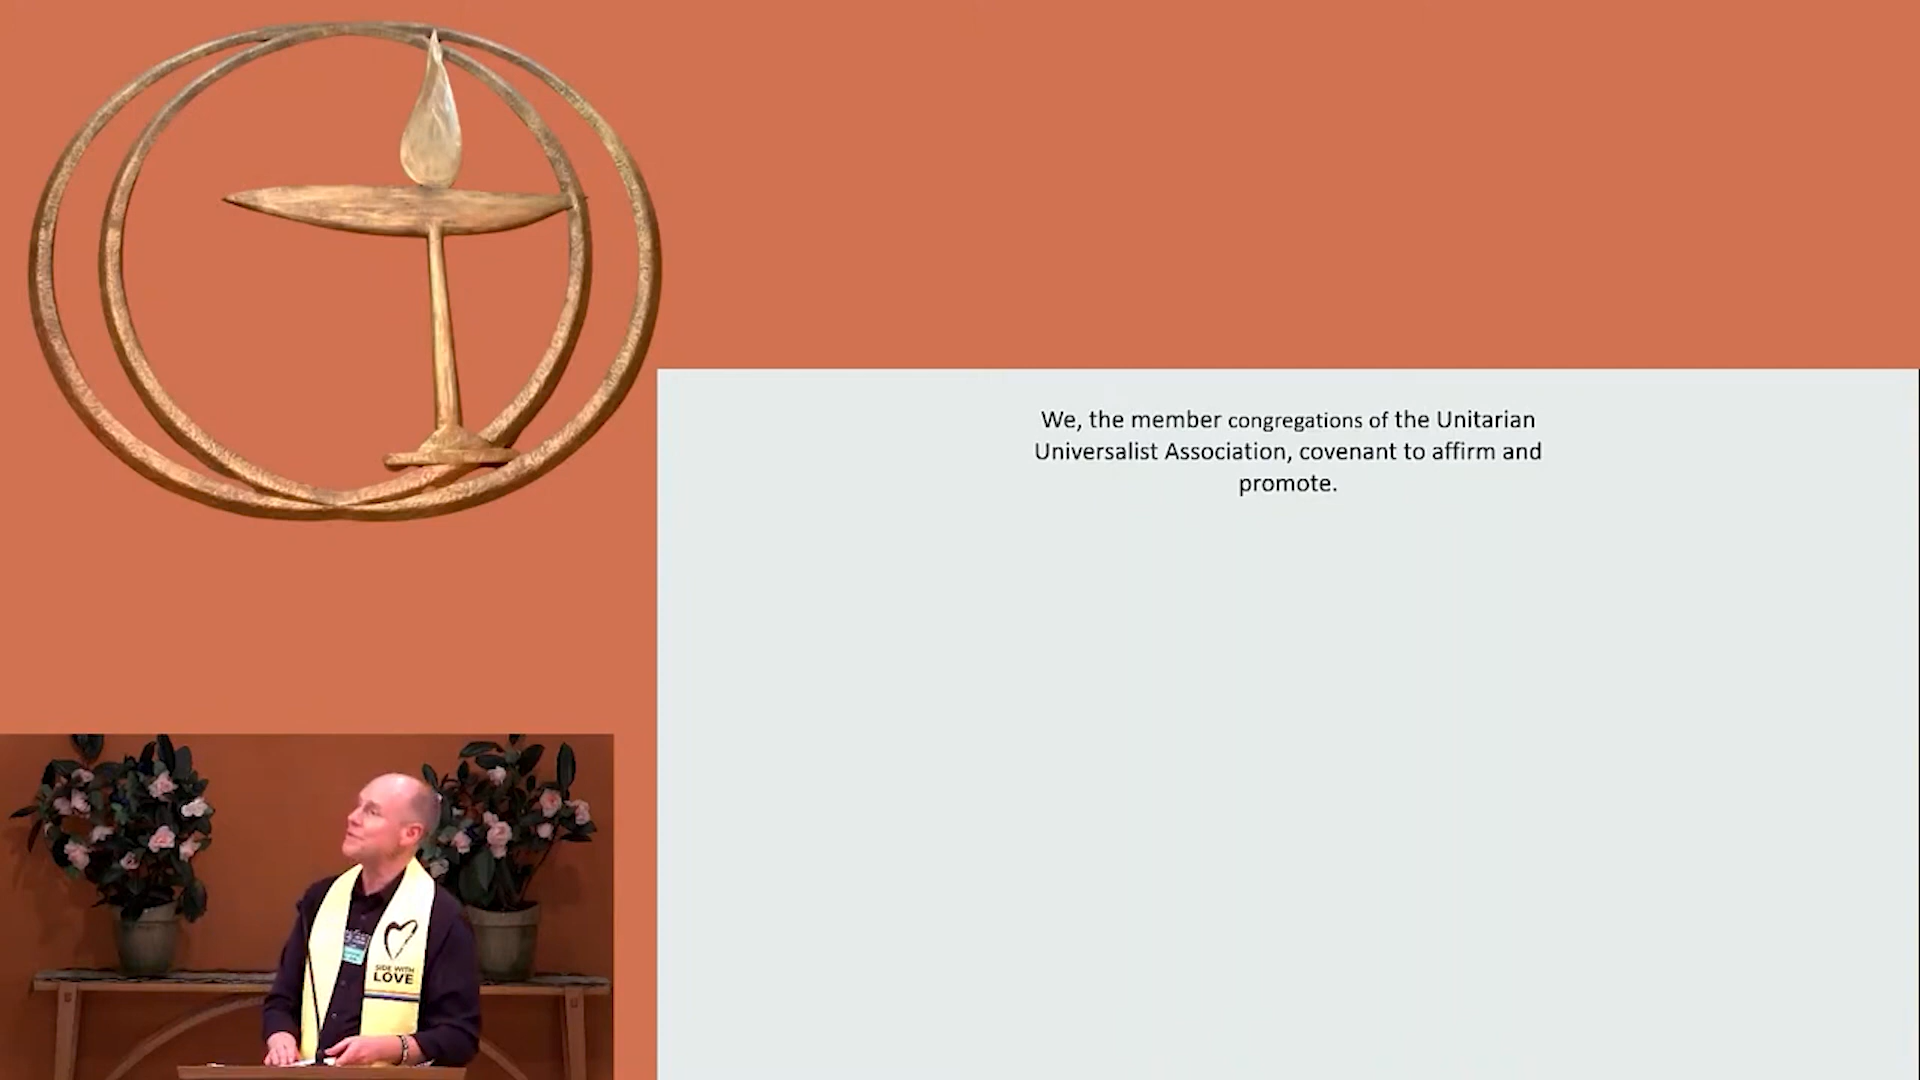 We, the member congregations of the Unitarian
Universalist Association, covenant to affirm and
promote.
SIDE WITH
LOVE